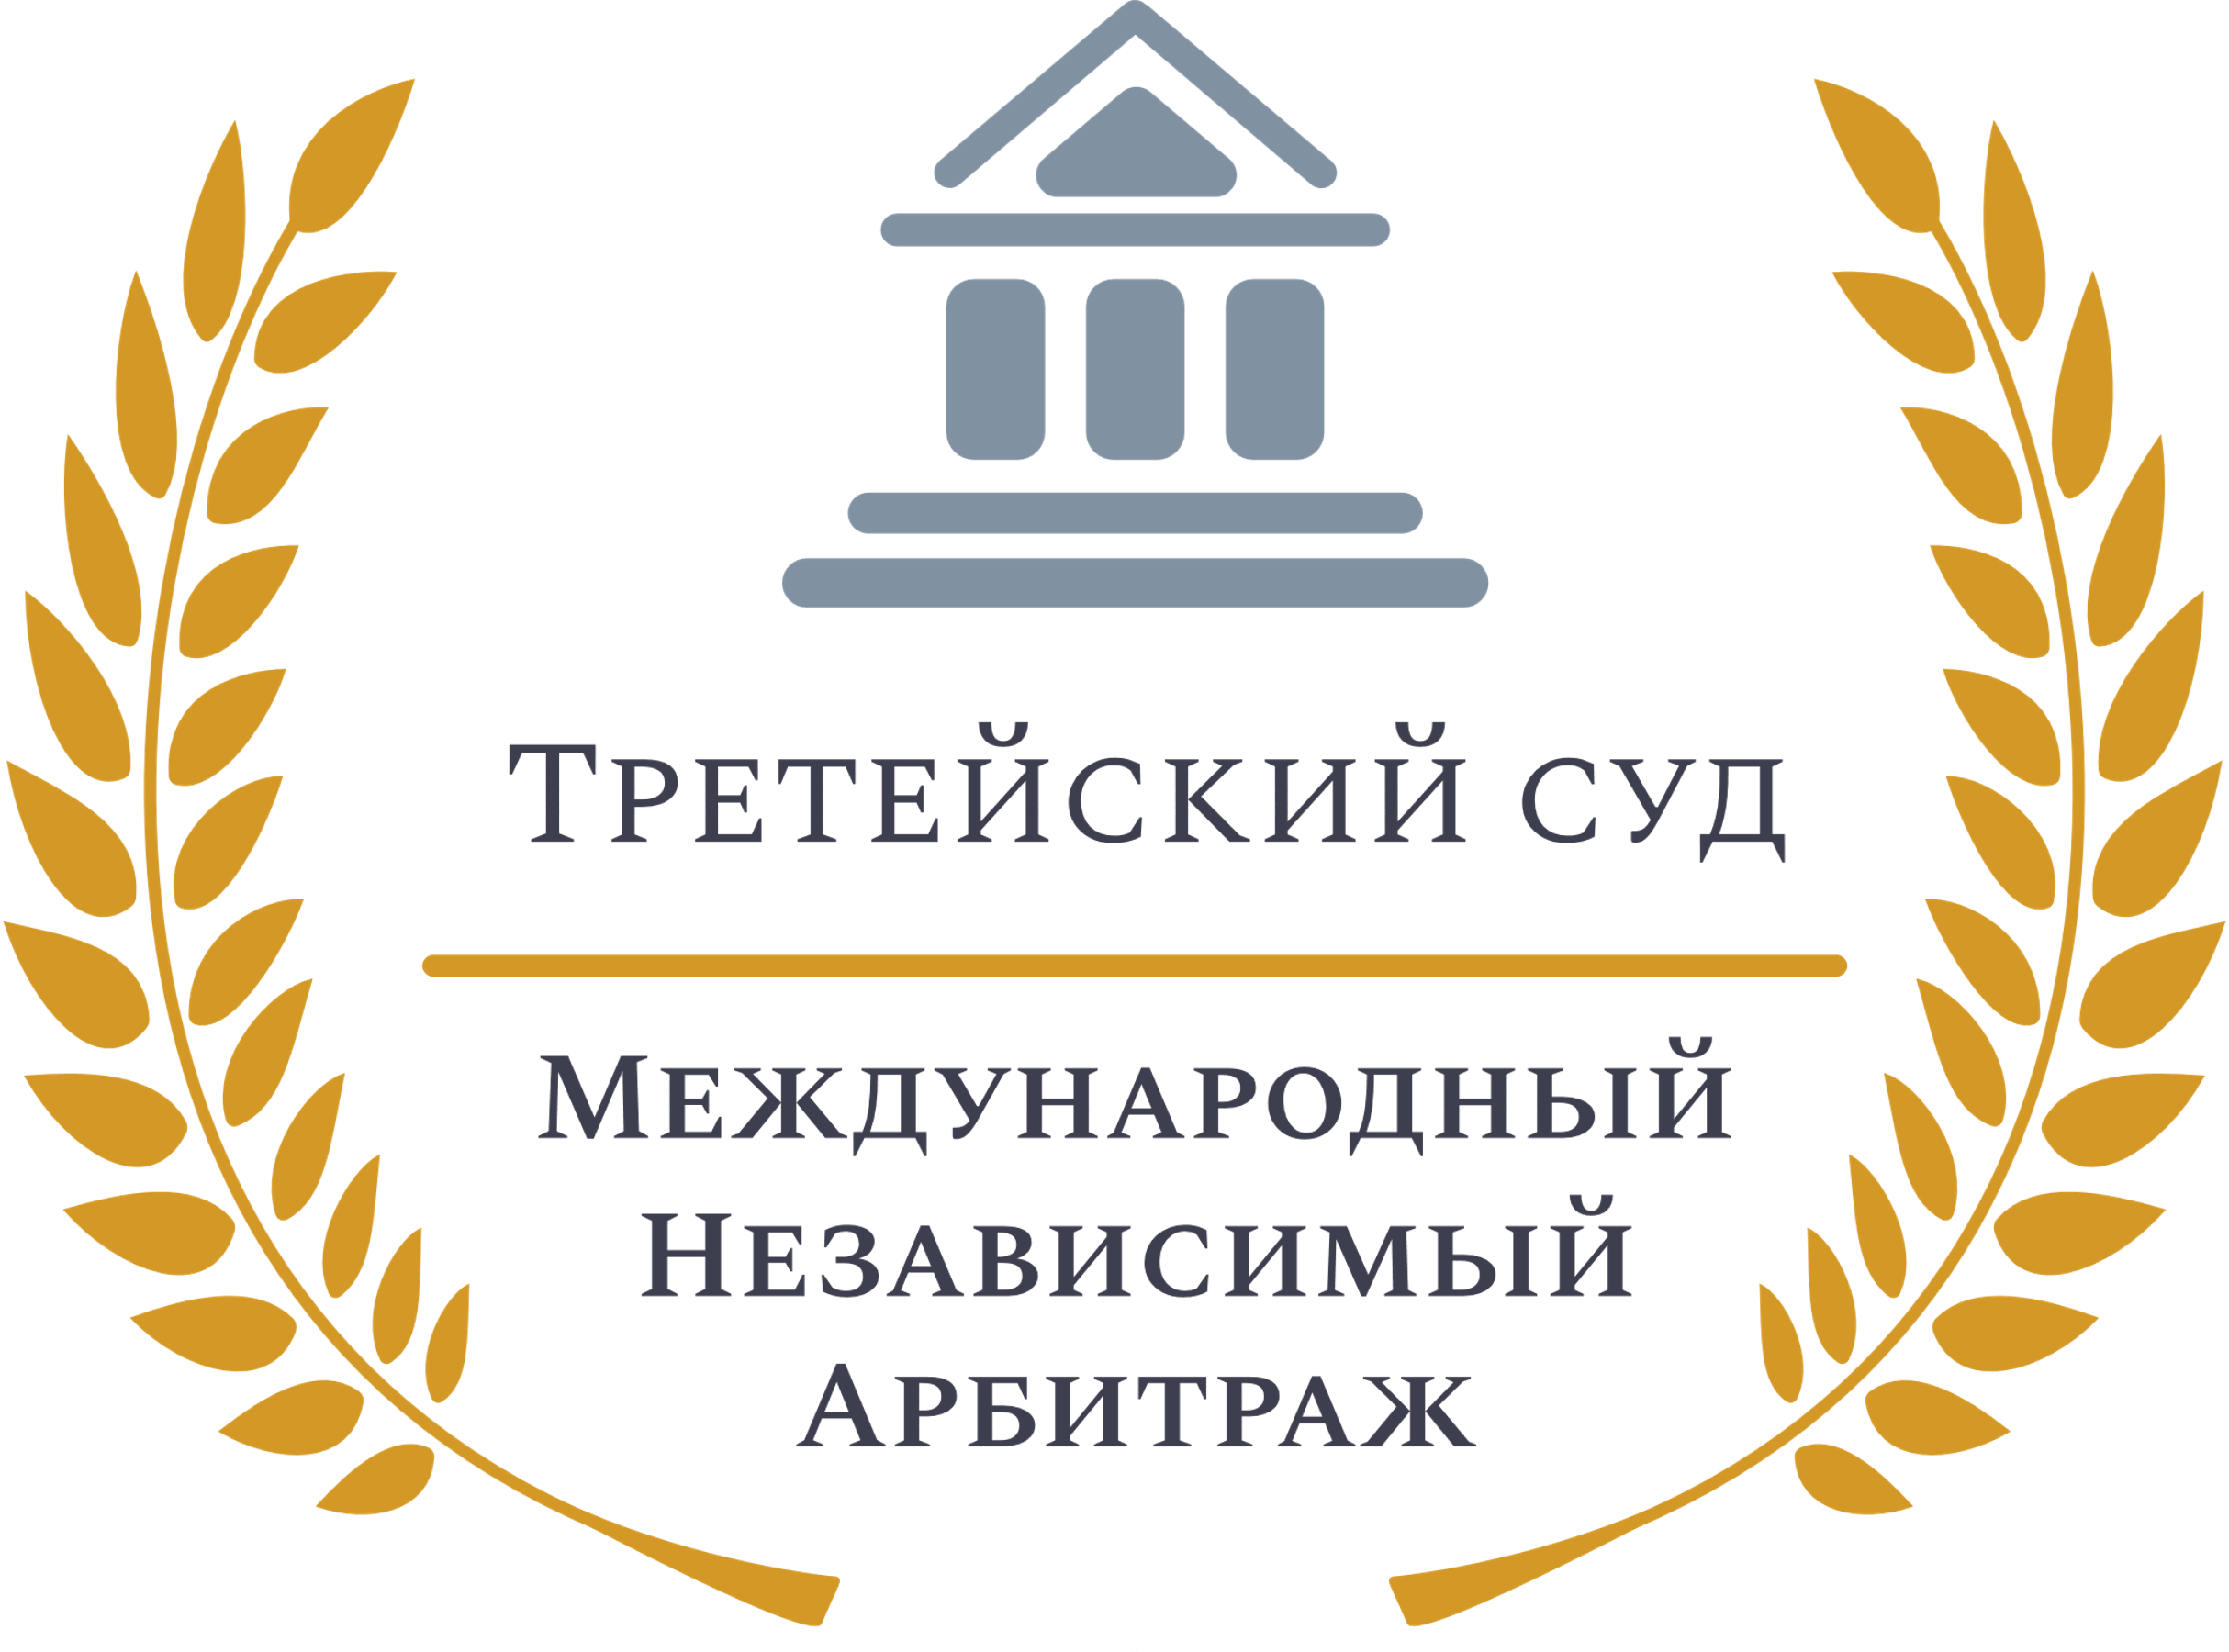 Третейский суд
Международный
Независимый
Арбитраж